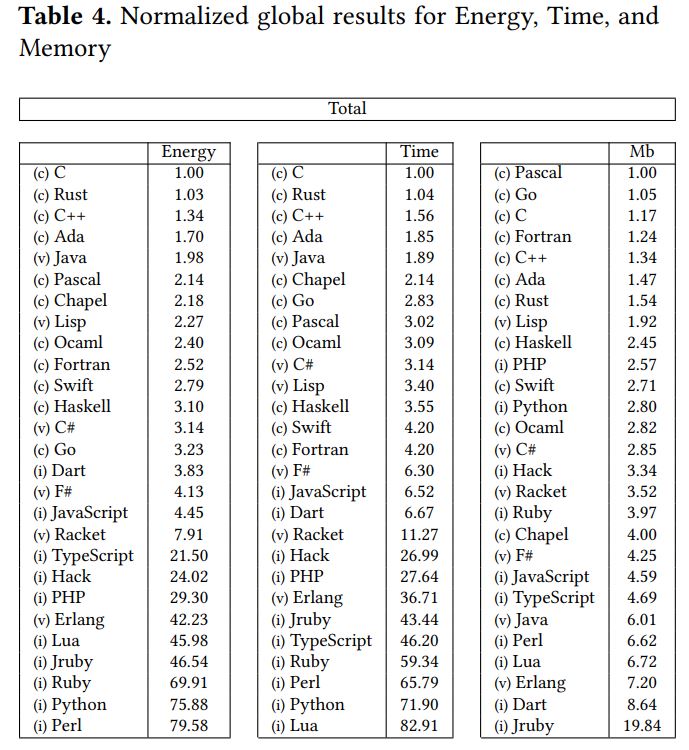 Table 4. Normalized global results for Energy, Time, and
Memory
Total
Energy
(c) C 1.00
(c) Rust 1.03
(c) C++ 1.34
(c) Ada 1.70
(v) Java 1.98
(c) Pascal 2.14
(c) Chapel 2.18
(v) Lisp 2.27
(c) Ocaml 2.40
(c) Fortran 2.52
(c) Swift 2.79
(c) Haskell 3.10
(v) C# 3.14
(c) Go 3.23
(i) Dart 3.83
(v) F# 4.13
(i) JavaScript 4.45
(v) Racket 7.91
(i) TypeScript 21.50
(i) Hack 24.02
(i) PHP 29.30
(v) Erlang 42.23
(i) Lua 45.98
(i) Jruby 46.54
(i) Ruby 69.91
(i) Python 75.88
(i) Perl 79.58
Time
(c) C 1.00
(c) Rust 1.04
(c) C++ 1.56
(c) Ada 1.85
(v) Java 1.89
(c) Chapel 2.14
(c) Go 2.83
(c) Pascal 3.02
(c) Ocaml 3.09
(v) C# 3.14
(v) Lisp 3.40
(c) Haskell 3.55
(c) Swift 4.20
(c) Fortran 4.20
(v) F# 6.30
(i) JavaScript 6.52
(i) Dart 6.67
(v) Racket 11.27
(i) Hack 26.99
(i) PHP 27.64
(v) Erlang 36.71
(i) Jruby 43.44
(i) TypeScript 46.20
(i) Ruby 59.34
(i) Perl 65.79
(i) Python 71.90
(i) Lua 82.91
Mb
(c) Pascal 1.00
(c) Go 1.05
(c) C 1.17
(c) Fortran 1.24
(c) C++ 1.34
(c) Ada 1.47
(c) Rust 1.54
(v) Lisp 1.92
(c) Haskell 2.45
(i) PHP 2.57
(c) Swift 2.71
(i) Python 2.80
(c) Ocaml 2.82
(v) C# 2.85
(i) Hack 3.34
(v) Racket 3.52
(i) Ruby 3.97
(c) Chapel 4.00
(v) F# 4.25
(i) JavaScript 4.59
(i) TypeScript 4.69
(v) Java 6.01
(i) Perl 6.62
(i) Lua 6.72
(v) Erlang 7.20
(i) Dart 8.64
(i) Jruby 19.84